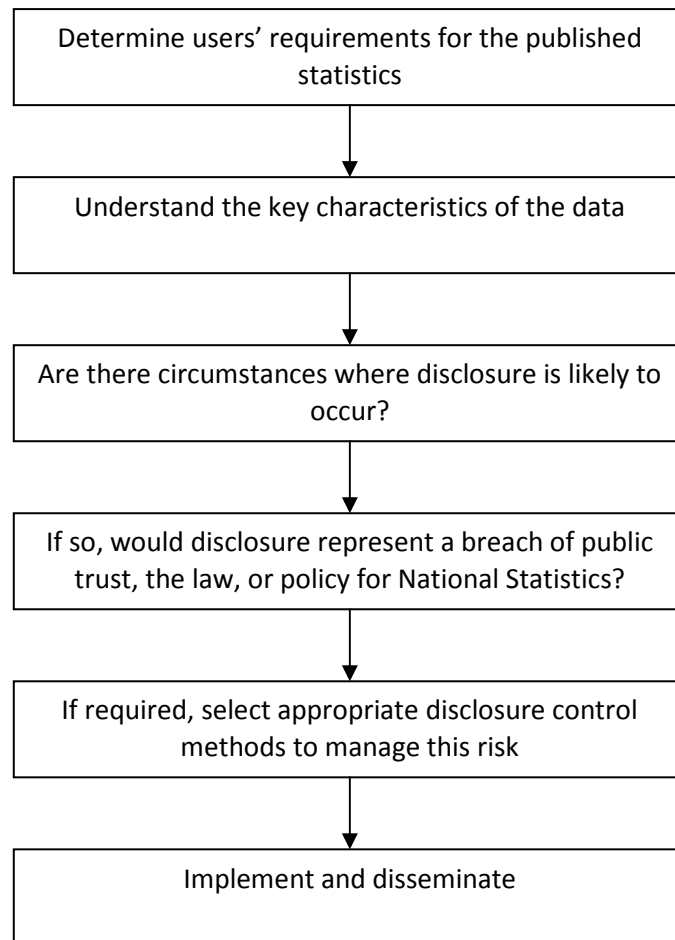 Determine users’ requirements for the published
statistics
Understand the key characteristics of the data
Are there circumstances where disclosure is likely to
occur?
If so, would disclosure represent a breach of public
trust, the law, or policy for National Statistics?
If required, select appropriate disclosure control
methods to manage this risk
Implement and disseminate